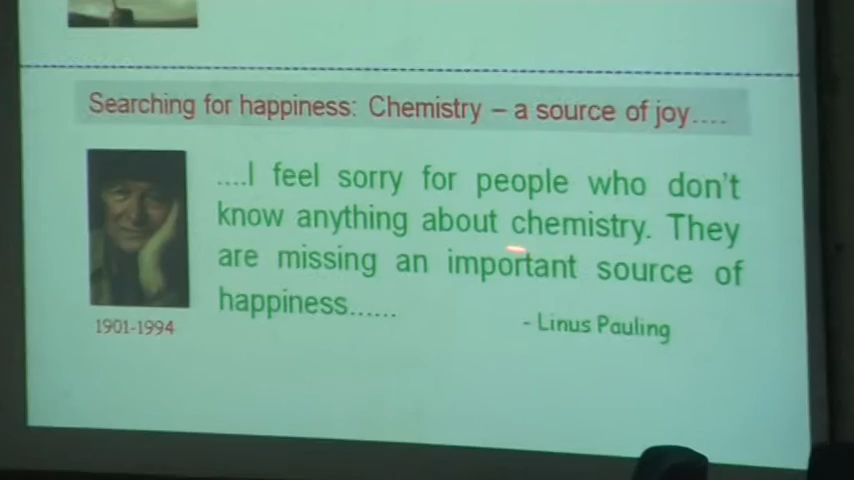 Searching for happiness: Chemistry – a source of joy....
....I feel sorry for people who don't
know anything about chemistry. They
are missing an important source of
happiness......
- Linus Pauling
1901-1994